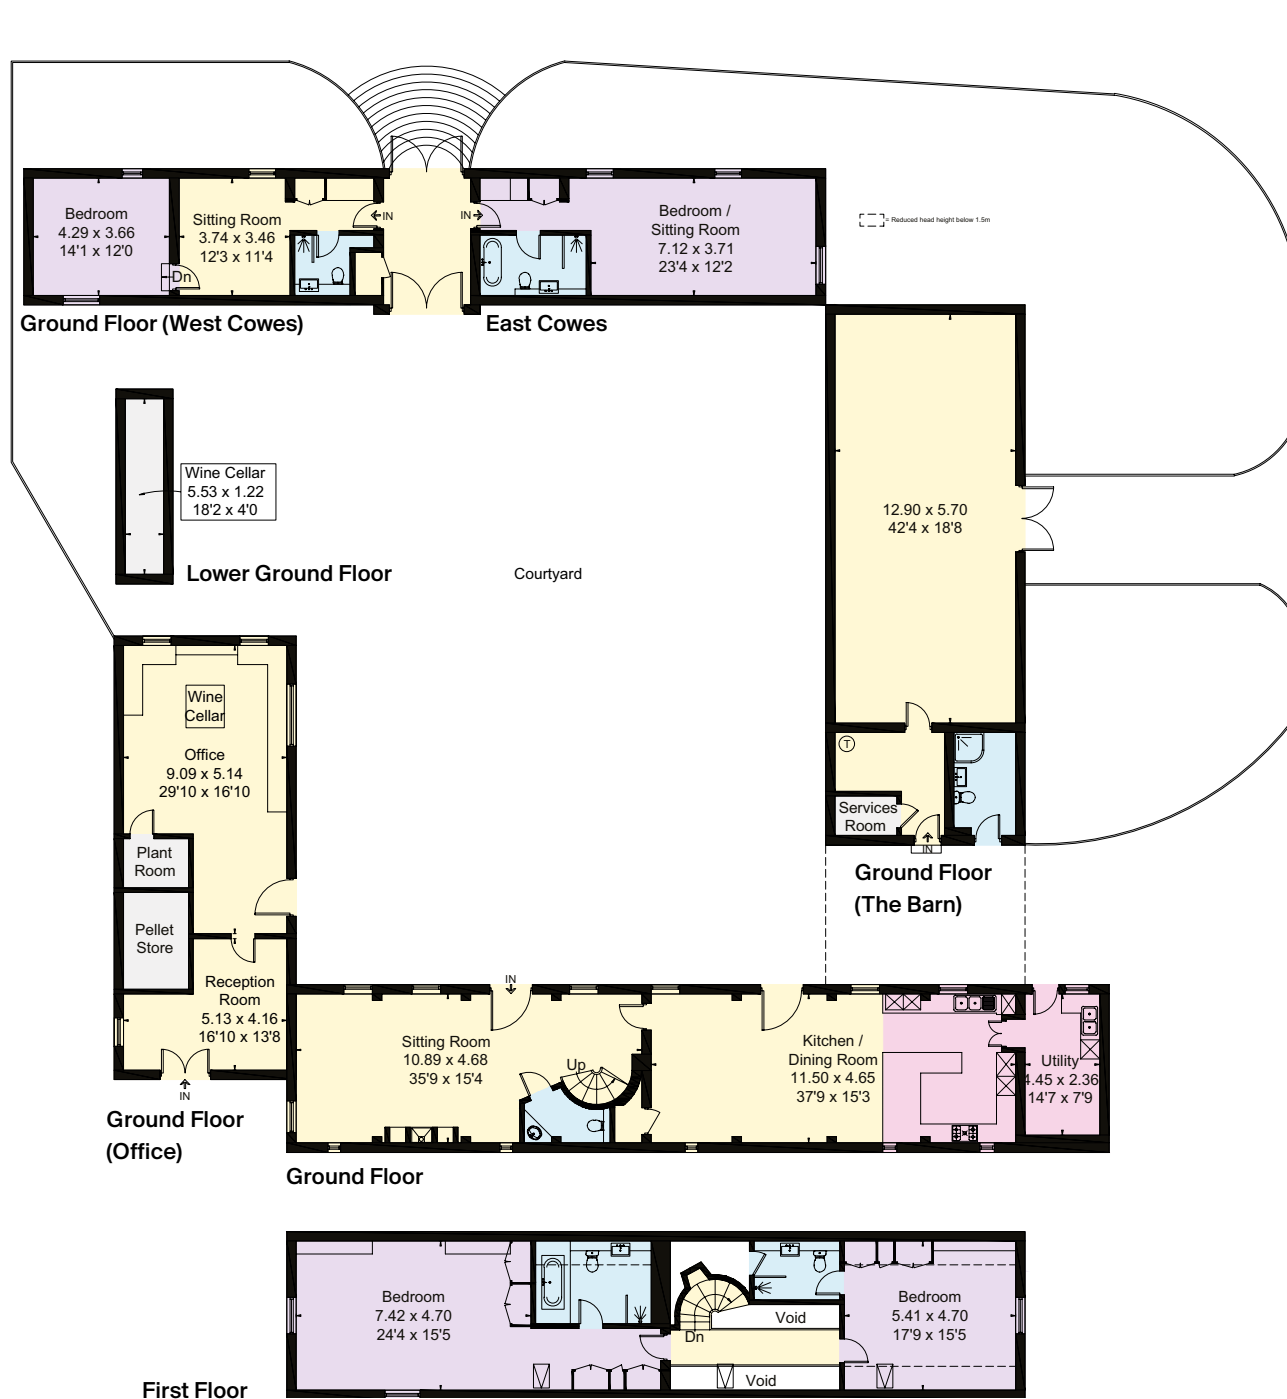 Bedroom
4.29 x 3.66
14'1 x 12'0
Dn
Sitting Room
3.74 x 3.46
12'3 x 11'4
IN
IN
Bedroom /
Sitting Room
7.12 x 3.71
23'4 x 12'2
= Reduced head height below 1.5m
Ground Floor (West Cowes)
East Cowes
Wine Cellar
5.53 x 1.22
18'2 x 4'0
Lower Ground Floor
Courtyard
12.90 x 5.70
42'4 x 18'8
Wine
Cellar
Office
9.09 x 5.14
29'10 x 16'10
Plant
Room
Pellet
Store
T
Services
Room
IN
Ground Floor
(The Barn)
Reception
Room
5.13 x 4.16
16'10 x 13'8
IN
Ground Floor
(Office)
IN
Sitting Room
10.89 x 4.68
35'9 x 15'4
Up
Kitchen /
Dining Room
11.50 x 4.65
37'9 x 15'3
Utility
4.45 x 2.36
14'7 x 7'9
Ground Floor
Bedroom
7.42 x 4.70
24'4 x 15'5
Dn
Void
Void
Bedroom
5.41 x 4.70
17'9 x 15'5
First Floor